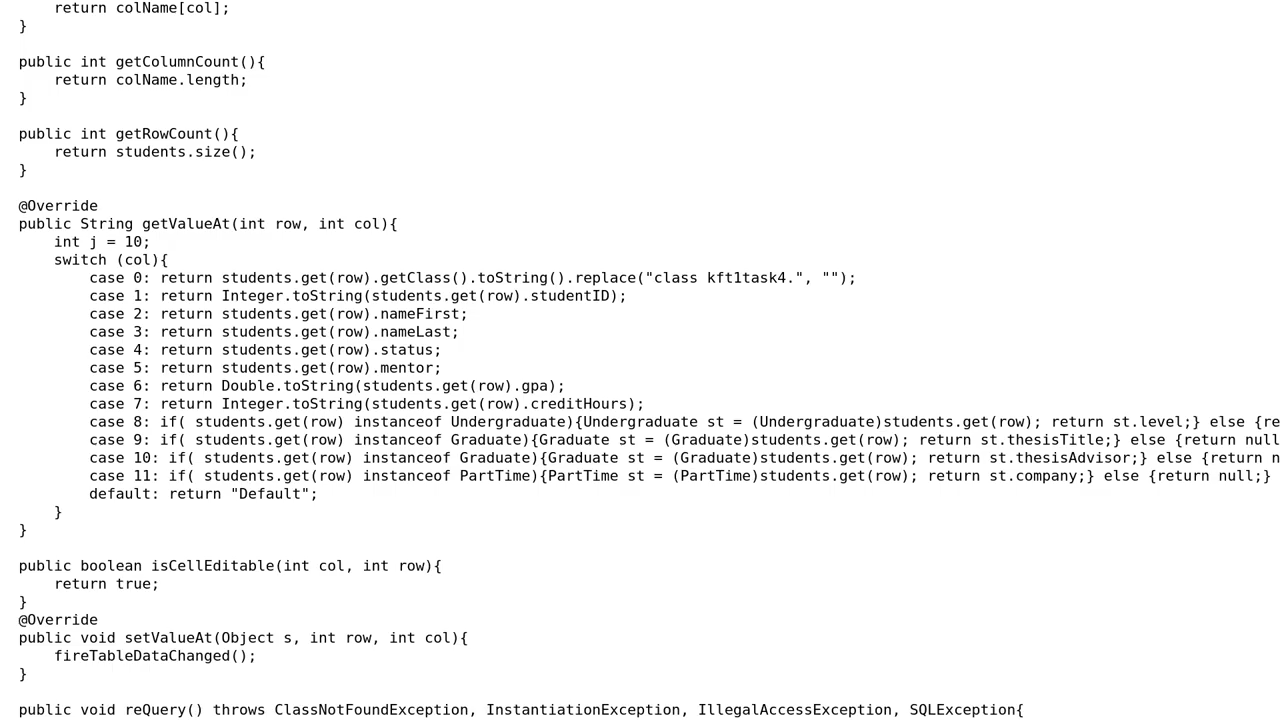 return colName[col];
}
public int getColumnCount(){
return colName.length;
}
public int getRowCount(){
return students.size();
}
@Override
public String getValueAt(int row, int col){
int j = 10;
switch (col){
case 0: return students.get(row).getClass().toString().replace("class kft1task4.", "");
case 1: return Integer.toString(students.get(row).studentID);
case 2: return students.get(row).nameFirst;
case 3: return students.get(row).nameLast;
case 4: return students.get(row).status;
case 5: return students.get(row).mentor;
case 6: return Double.toString(students.get(row).gpa);
case 7: return Integer.toString(students.get(row).creditHours);
case 8: if( students.get(row) instanceof Undergraduate){Undergraduate st = (Undergraduate)students.get(row); return st.level;} else {re
case 9: if( students.get(row) instanceof Graduate){Graduate st = (Graduate)students.get(row); return st.thesisTitle;} else {return null
case 10: if( students.get(row) instanceof Graduate){Graduate st = (Graduate)students.get(row); return st.thesisAdvisor;} else {return n
case 11: if( students.get(row) instanceof PartTime){PartTime st = (PartTime)students.get(row); return st.company;} else {return null;}
default: return "Default";
}
}
public boolean isCellEditable(int col, int row){
return true;
}
@Override
public void setValueAt(Object s, int row, int col){
fireTableDataChanged();
}
public void reQuery() throws ClassNotFoundException, InstantiationException, IllegalAccessException, SQLException{